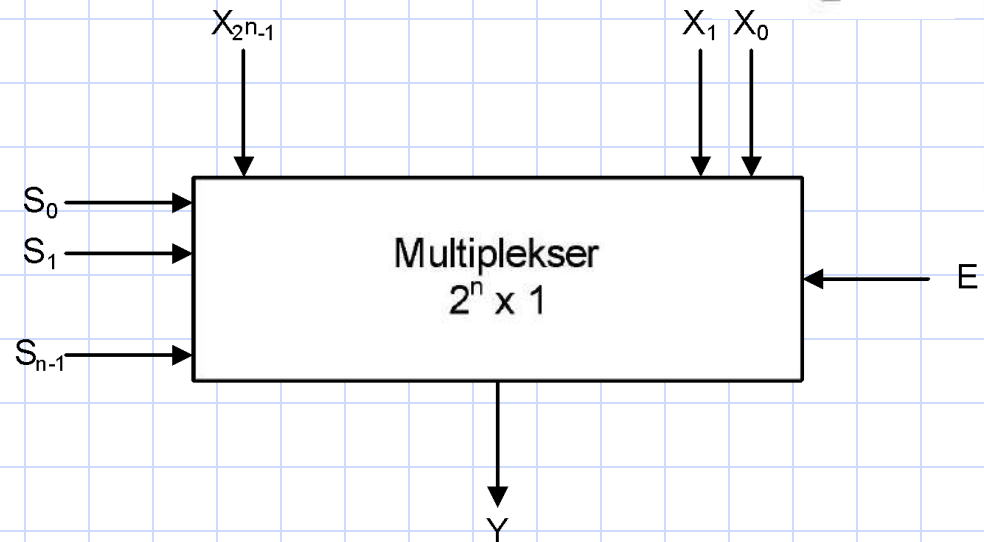 X2n-1 X1 X0
S0
S1
Sn-1
Multiplekser
2ⁿ x 1
E
Y